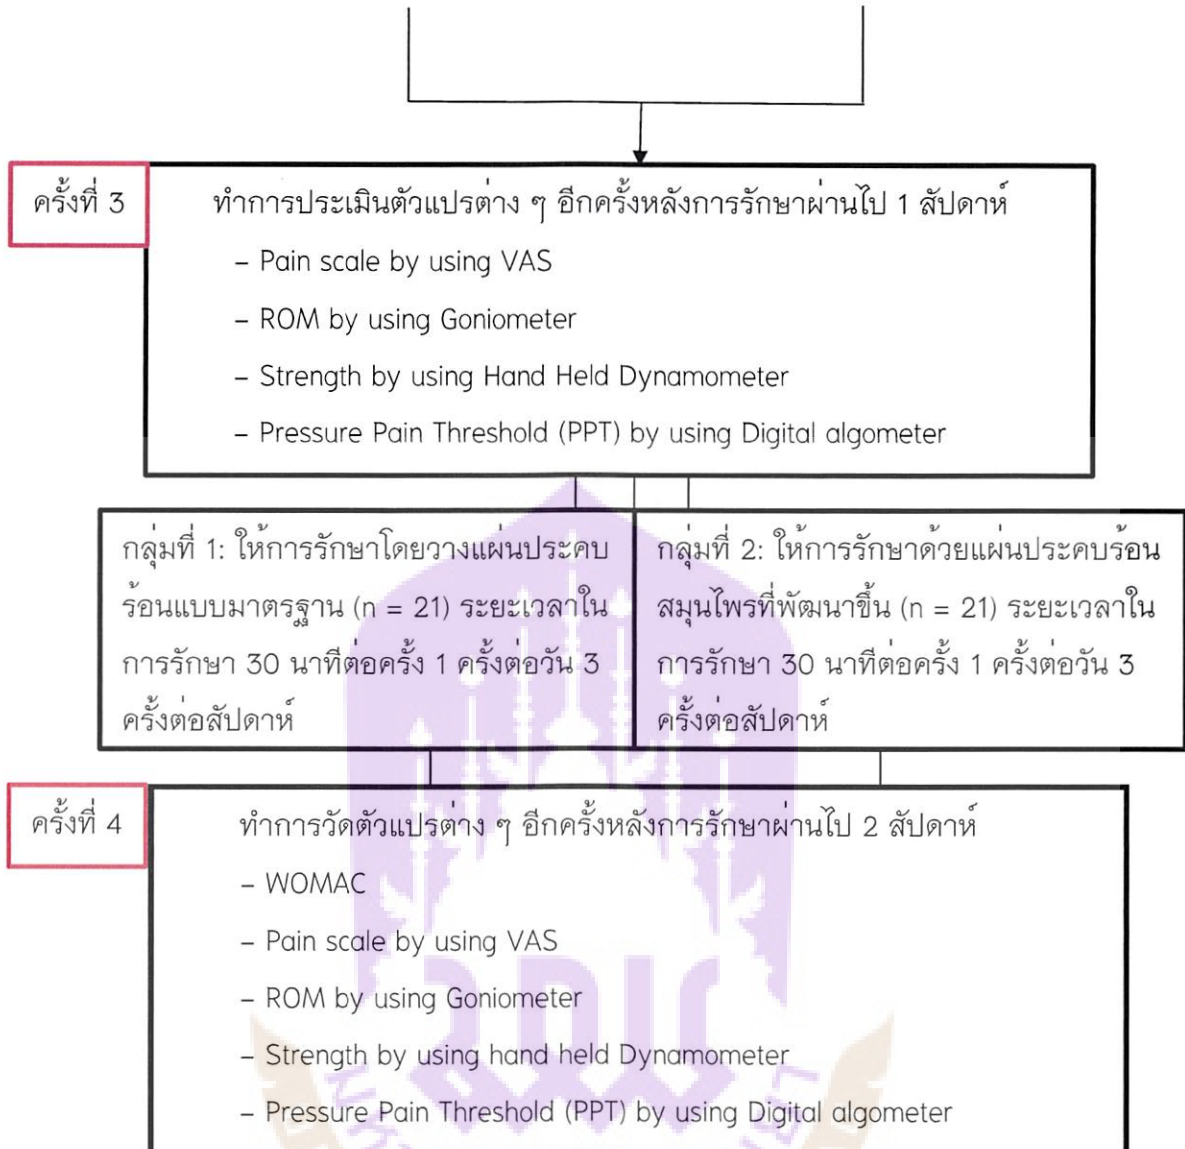 ครั้งที่ 3
ทำการประเมินตัวแปรต่าง ๆ อีกครั้งหลังการรักษาผ่านไป 1 สัปดาห์
– Pain scale by using VAS
– ROM by using Goniometer
– Strength by using Hand Held Dynamometer
– Pressure Pain Threshold (PPT) by using Digital algometer
กลุ่มที่ 1: ให้การรักษาโดยวางแผ่นประคบ
ร้อนแบบมาตรฐาน (n = 21) ระยะเวลาใน
การรักษา 30 นาทีต่อครั้ง 1 ครั้งต่อวัน 3
ครั้งต่อสัปดาห์
กลุ่มที่ 2: ให้การรักษาด้วยแผ่นประคบร้อน
สมุนไพรที่พัฒนาขึ้น (n = 21) ระยะเวลาใน
การรักษา 30 นาทีต่อครั้ง 1 ครั้งต่อวัน 3
ครั้งต่อสัปดาห์
ครั้งที่ 4
ทำการวัดตัวแปรต่าง ๆ อีกครั้งหลังการรักษาผ่านไป 2 สัปดาห์
– WOMAC
– Pain scale by using VAS
– ROM by using Goniometer
– Strength by using hand held Dynamometer
– Pressure Pain Threshold (PPT) by using Digital algometer